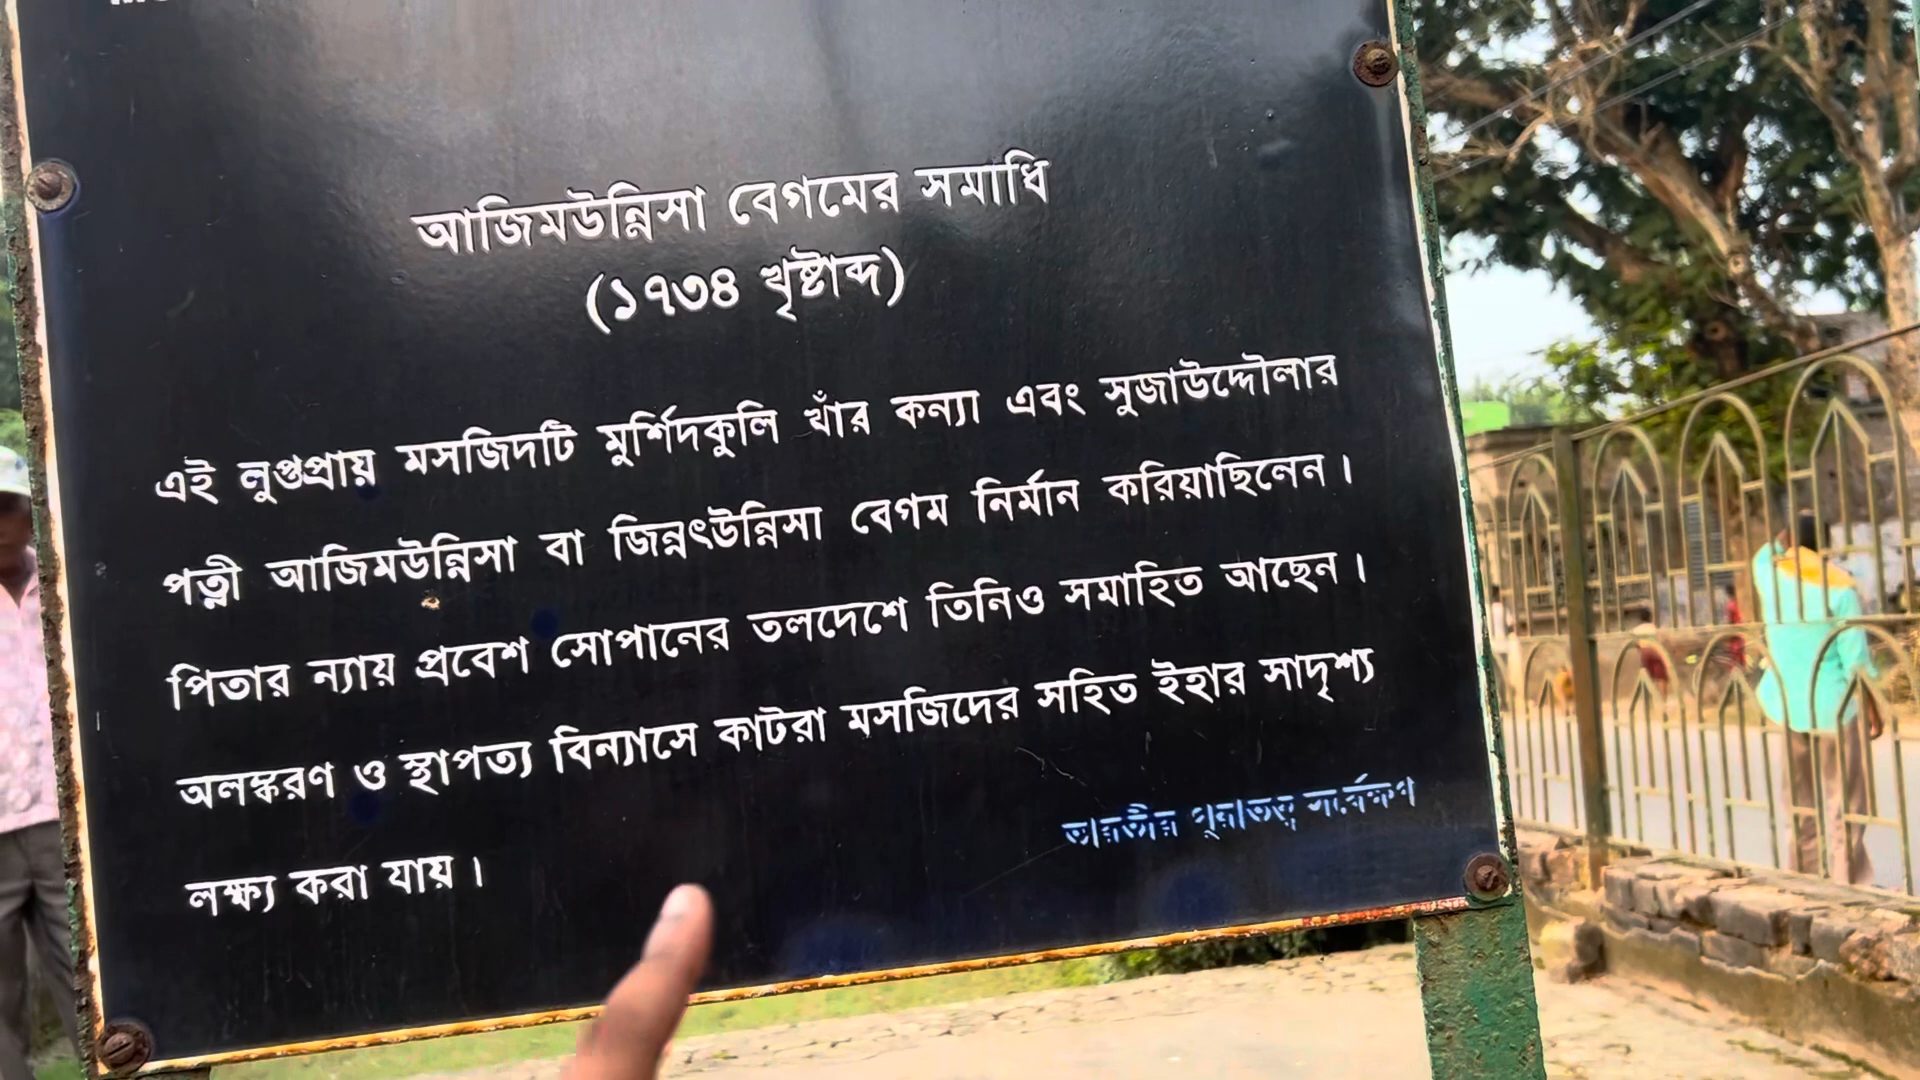 আজিমউন্নিসা বেগমের সমাধি
(১৭৩৪ খৃষ্টাব্দ)
এই লুপ্তপ্রায় মসজিদটি মুর্শিদকুলি খাঁর কন্যা এবং সুজাউদ্দৌলার
পত্নী আজিমউন্নিসা বা জিন্নৎউন্নিসা বেগম নির্মান করিয়াছিলেন।
পিতার ন্যায় প্রবেশ সোপানের তলদেশে তিনিও সমাহিত আছেন।
অলঙ্করণ ও স্থাপত্য বিন্যাসে কাটরা মসজিদের সহিত ইহার সাদৃশ্য
লক্ষ্য করা যায়।
ভারতীয় পুরাতত্ত্ব সর্বেক্ষণ